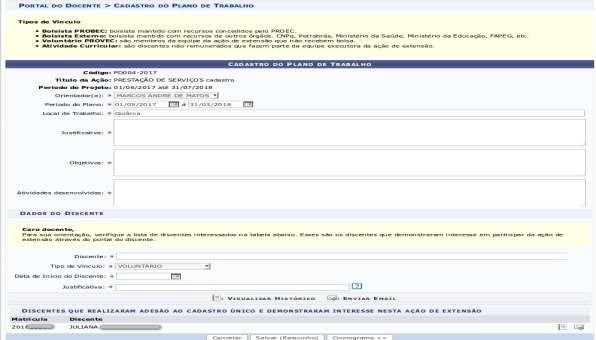 PORTAL DO DOCENTE > CADASTRO DO PLANO DE TRABALHO
Tipos de Vínculo
• Bolsista PROBEC: bolsista mantido com recursos concedidos pelo PROEC.
• Bolsista Externo: bolsista mantido com recursos de outros órgãos. CNPq, Petrobrás, Ministério da Saúde, Ministério da Educação, FAPEG, etc.
• Voluntário PROVEC: são membros da equipe da ação de extensão que não recebem bolsa.
• Atividade Curricular: são discentes não remunerados que fazem parte da equipe executora da ação de extensão.
CADASTRO DO PLANO DE TRABALHO
Código: PD004-2017
Título da Ação: PRESTAÇÃO DE SERVIÇOS cadastro
Período do Projeto: 01/06/2017 até 31/07/2018
Orientador(a): MARCOS ANDRE DE MATOS
Período do Plano: 01/05/2017 à 31/03/2018
Local de Trabalho: Goiânia
Justificativa:
Objetivos:
Atividades desenvolvidas:
DADOS DO DISCENTE
Caro docente,
Para sua orientação, verifique a lista de discentes interessados na tabela abaixo. Esses são os discentes que demonstraram interesse em participar da ação de
extensão através do portal do discente.
Discente:
Tipo de Vínculo: VOLUNTÁRIO
Data de Início do Discente:
Justificativa: ?
: VISUALIZAR HISTÓRICO : ENVIAR EMAIL
DISCENTES QUE REALIZARAM ADESÃO AO CADASTRO ÚNICO E DEMONSTRARAM INTERESSE NESTA AÇÃO DE EXTENSÃO
Matrícula Discente
201 JULIANA
Cancelar Salvar (Rascunho) Cronograma >>